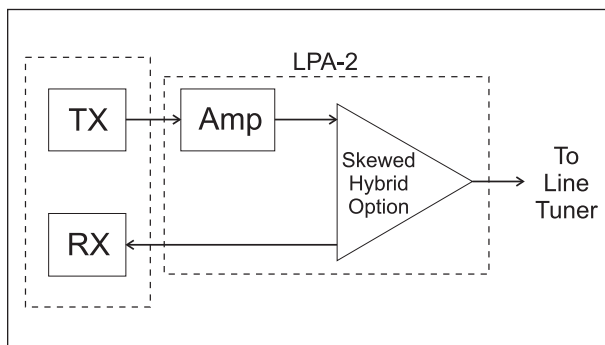 LPA-2
TX
Amp
Skewed
Hybrid
Option
To
Line
Tuner
RX